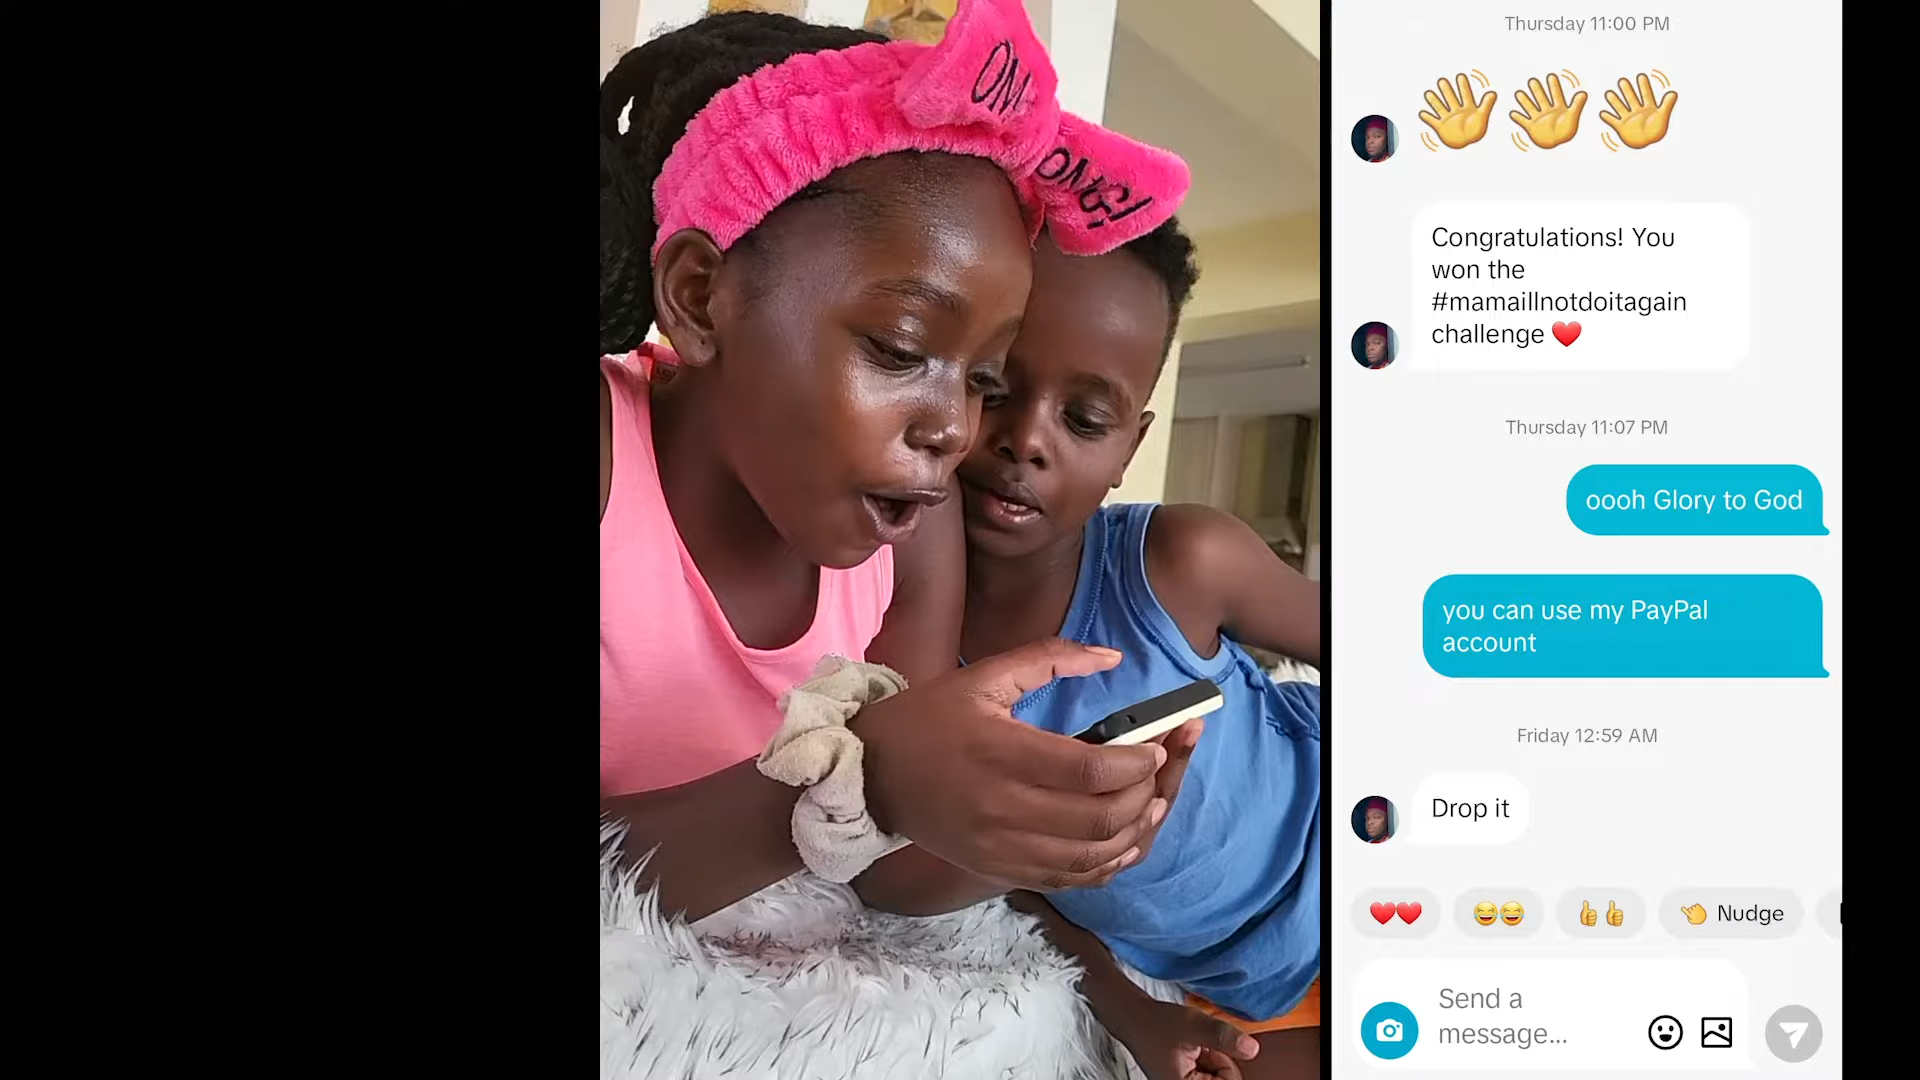 OM
OMG!
Thursday 11:00 PM
Congratulations! You
won the
#mamaillnotdoitagain
challenge ❤️
Thursday 11:07 PM
oooh Glory to God
you can use my PayPal
account
Friday 12:59 AM
Drop it
Nudge
Send a
message...